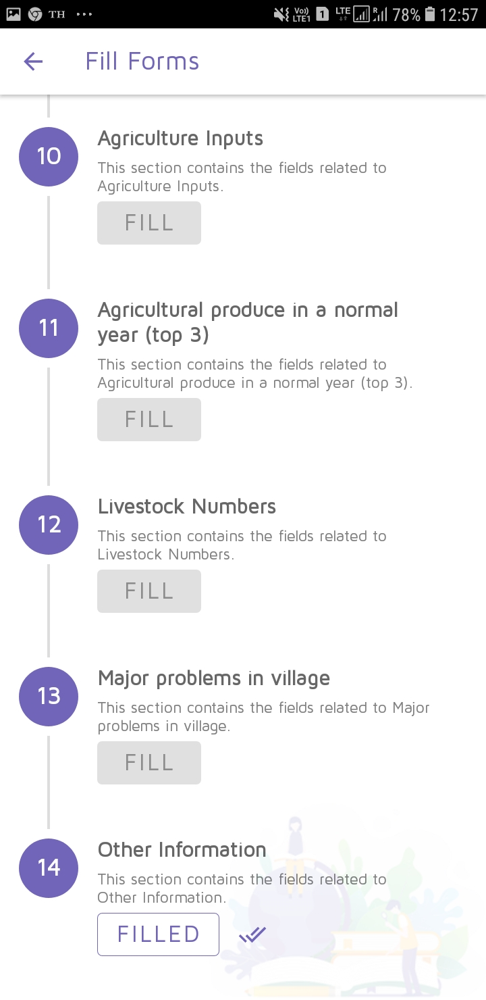 TH
Vo))
LTE1
1
LTE
R
78%
12:57
Fill Forms
10
Agriculture Inputs
This section contains the fields related to
Agriculture Inputs.
FILL
11
Agricultural produce in a normal
year (top 3)
This section contains the fields related to
Agricultural produce in a normal year (top 3).
FILL
12
Livestock Numbers
This section contains the fields related to
Livestock Numbers.
FILL
13
Major problems in village
This section contains the fields related to Major
problems in village.
FILL
14
Other Information
This section contains the fields related to
Other Information.
FILLED